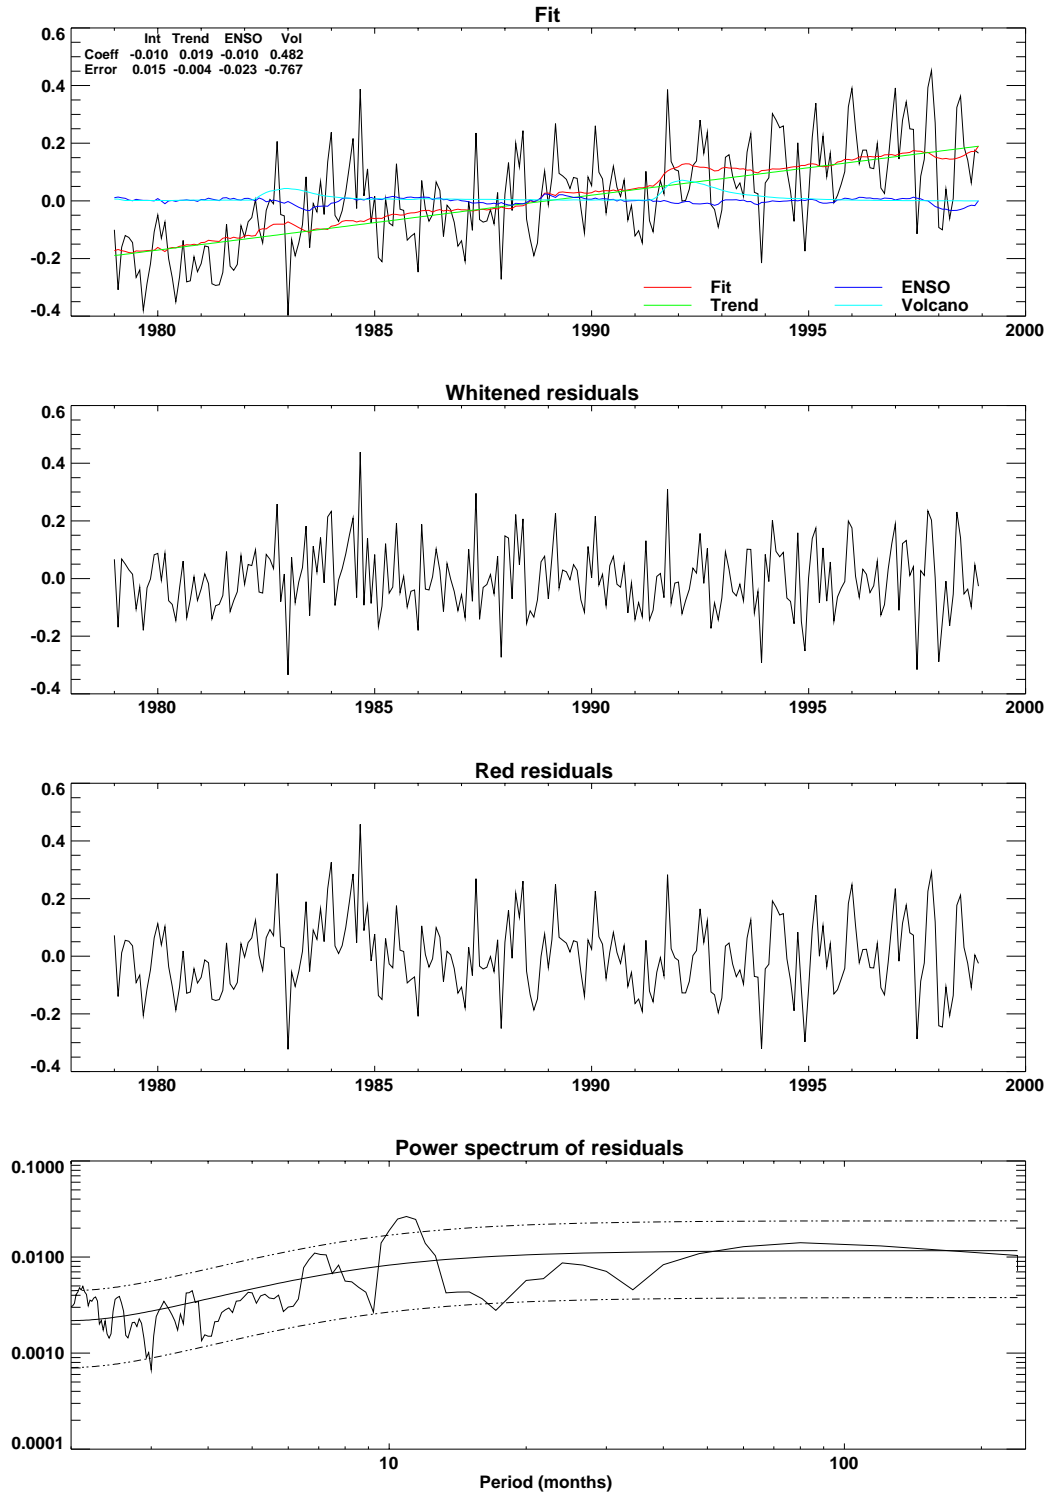 Fit
Int Trend ENSO Vol
Coeff -0.010 0.019 -0.010 0.482
Error 0.015 -0.004 -0.023 -0.767
0.6
0.4
0.2
0.0
-0.2
-0.4
Fit ENSO
Trend Volcano
1980 1985 1990 1995 2000
Whitened residuals
0.6
0.4
0.2
0.0
-0.2
-0.4
1980 1985 1990 1995 2000
Red residuals
0.6
0.4
0.2
0.0
-0.2
-0.4
1980 1985 1990 1995 2000
Power spectrum of residuals
0.1000
0.0100
0.0010
0.0001
10 100
Period (months)